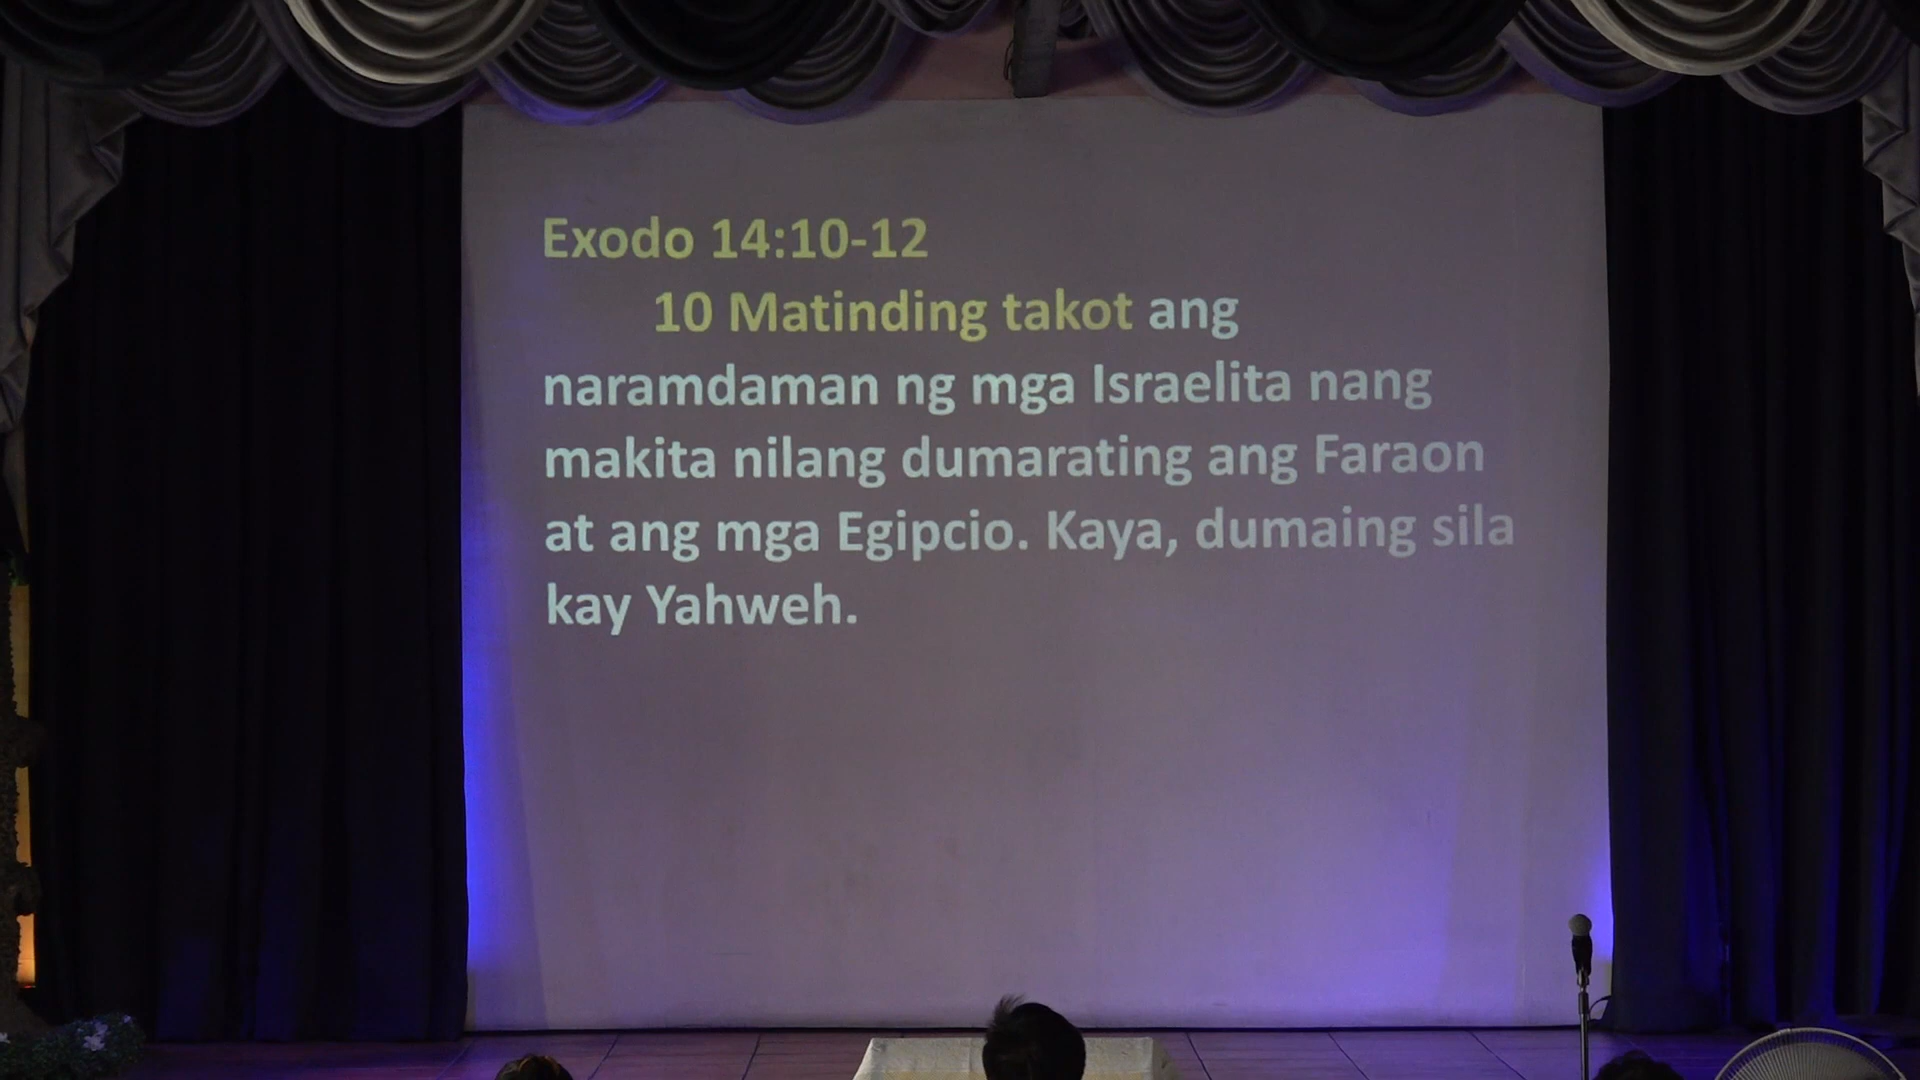 Exodo 14:10-12
10 Matinding takot ang
naramdaman ng mga Israelita nang
makita nilang dumarating ang Faraon
at ang mga Egipcio. Kaya, dumaing sila
kay Yahweh.